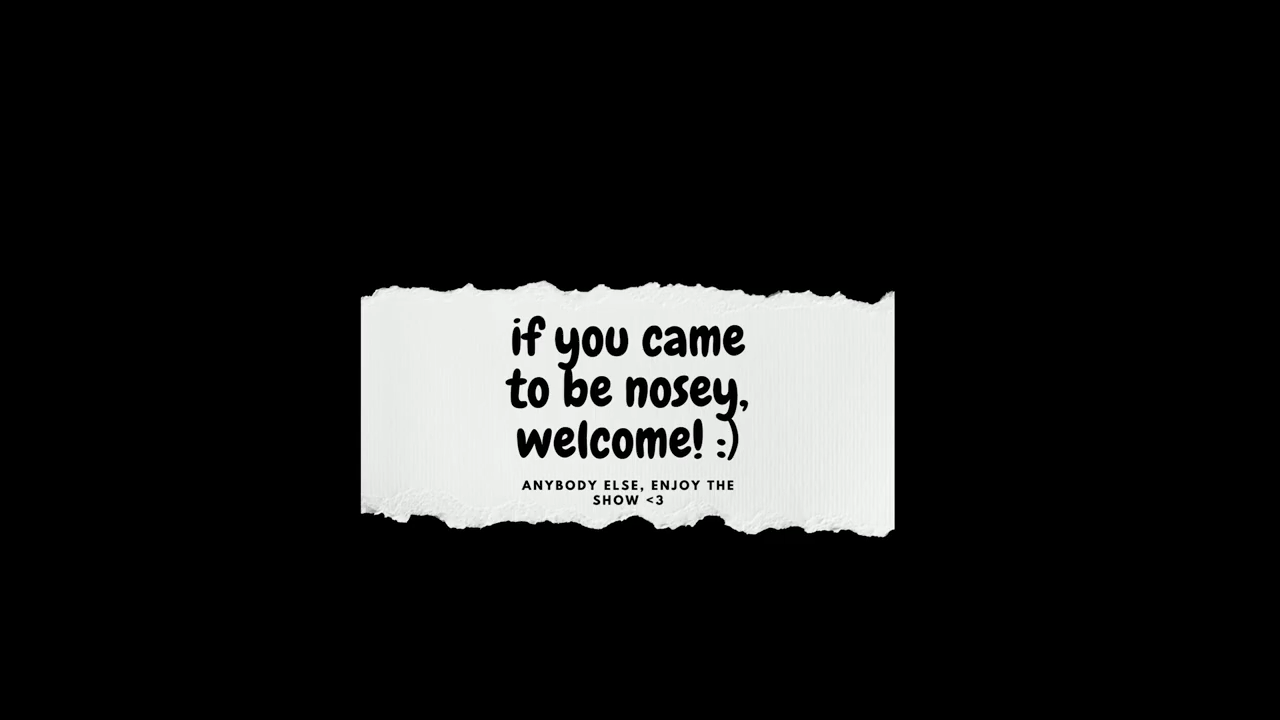 if you came
to be nosey,
welcome! :)
ANYBODY ELSE, ENJOY THE
SHOW <3